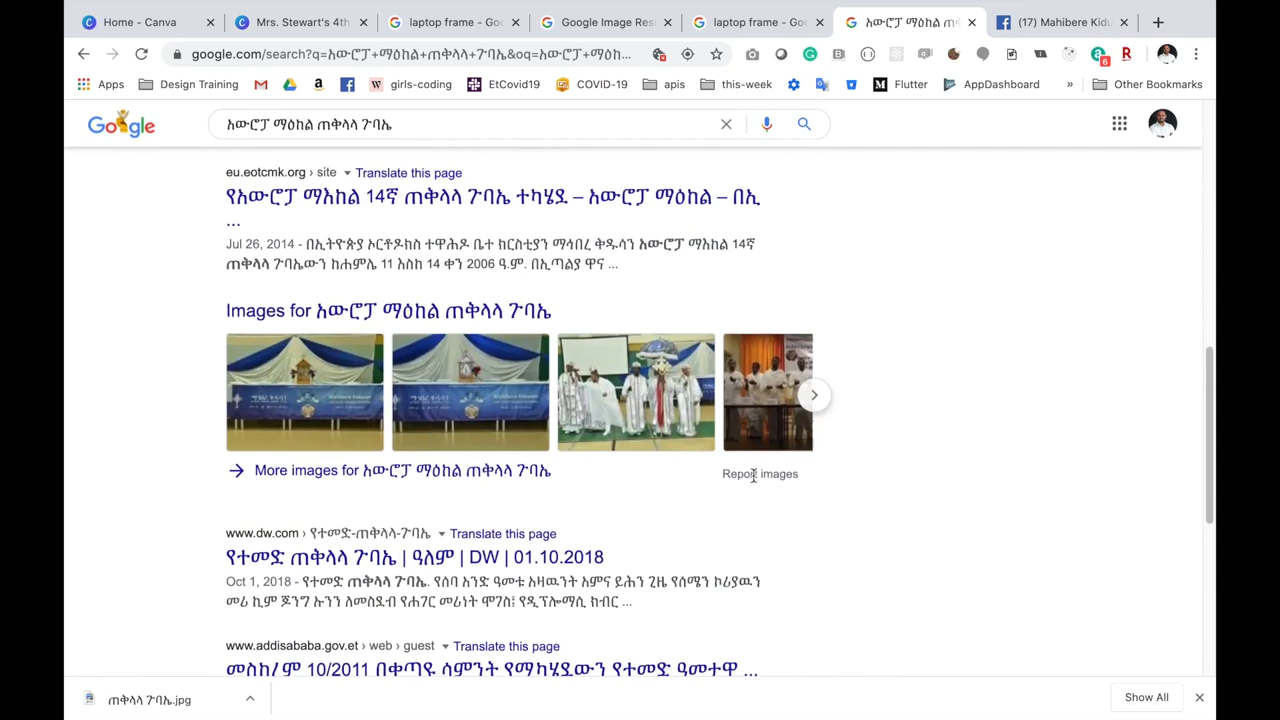 Home - Canva
Mrs. Stewart's 4th
laptop frame - Goo
Google Image Res
laptop frame - Goo
አውሮፓ ማዕከል ጠቅ
(17) Mahibere Kidu
google.com/search?q=አውሮፓ+ማዕከል+ጠቅላላ+ጉባኤ&oq=አውሮፓ+ማዕከ...
Apps Design Training girls-coding EtCovid19 COVID-19 apis this-week Flutter AppDashboard » Other Bookmarks
Google አውሮፓ ማዕከል ጠቅላላ ጉባኤ
eu.eotcmk.org › site Translate this page
የአውሮፓ ማእከል 14ኛ ጠቅላላ ጉባኤ ተካሄደ – አውሮፓ ማዕከል – በኢ
...
Jul 26, 2014 - በኢትዮጵያ ኦርቶዶክስ ተዋሕዶ ቤተ ክርስቲያን ማኅበረ ቅዱሳን አውሮፓ ማእከል 14ኛ
ጠቅላላ ጉባኤውን ከሐምሌ 11 እስከ 14 ቀን 2006 ዓ.ም. በኢጣልያ ዋና ...
Images for አውሮፓ ማዕከል ጠቅላላ ጉባኤ
More images for አውሮፓ ማዕከል ጠቅላላ ጉባኤ
Report images
www.dw.com › የተመድ-ጠቅላላ-ጉባኤ Translate this page
የተመድ ጠቅላላ ጉባኤ | ዓለም | DW | 01.10.2018
Oct 1, 2018 - የተመድ ጠቅላላ ጉባኤ. የሰባ አንድ ዓመቱ አዛዉንት አምና ይሕን ጊዜ የሰሜን ኮሪያዉን
መሪ ኪም ጆንግ ኡንን ለመስደብ የሐገር መሪነት ሞገስ፤ የዲፕሎማሲ ክብር ...
www.addisababa.gov.et › web › guest Translate this page
መስከ/ም 10/2011 በቀጣዩ ሳምንት የማካሄደውን የተመድ ዓመታዊ ...
ጠቅላላ ጉባኤ.jpg
Show All